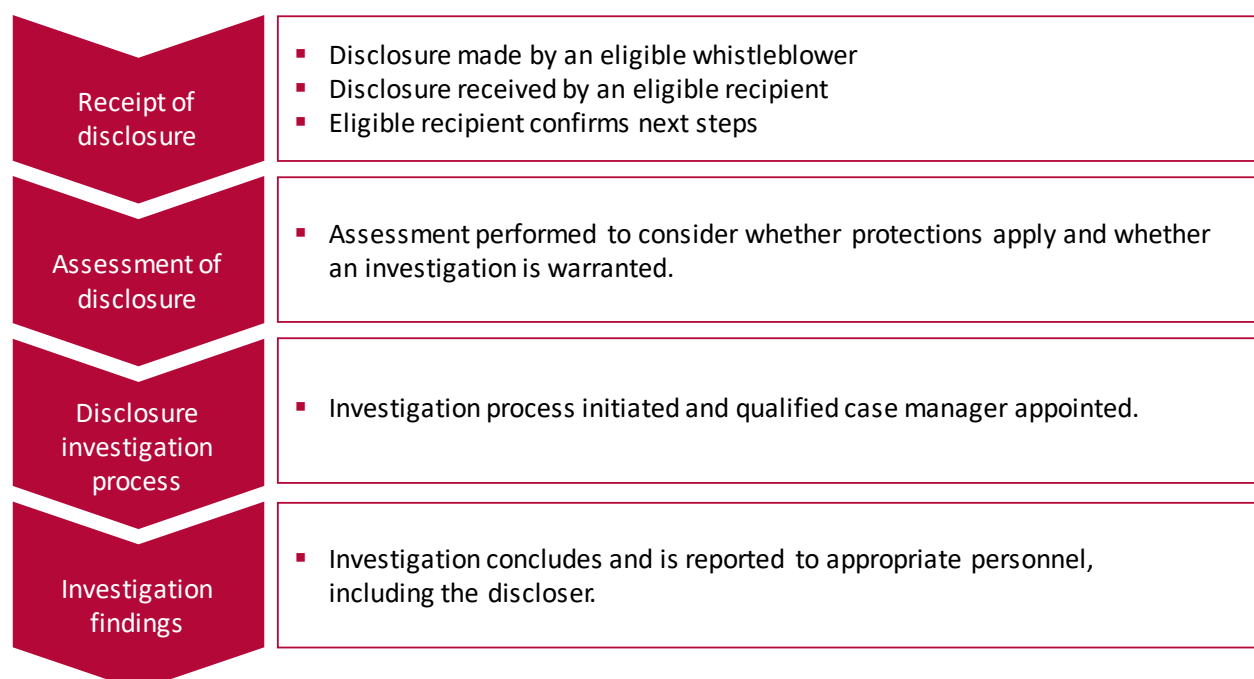 Receipt of
disclosure
▪ Disclosure made by an eligible whistleblower
▪ Disclosure received by an eligible recipient
▪ Eligible recipient confirms next steps
Assessment of
disclosure
▪ Assessment performed to consider whether protections apply and whether
an investigation is warranted.
Disclosure
investigation
process
▪ Investigation process initiated and qualified case manager appointed.
Investigation
findings
▪ Investigation concludes and is reported to appropriate personnel,
including the discloser.